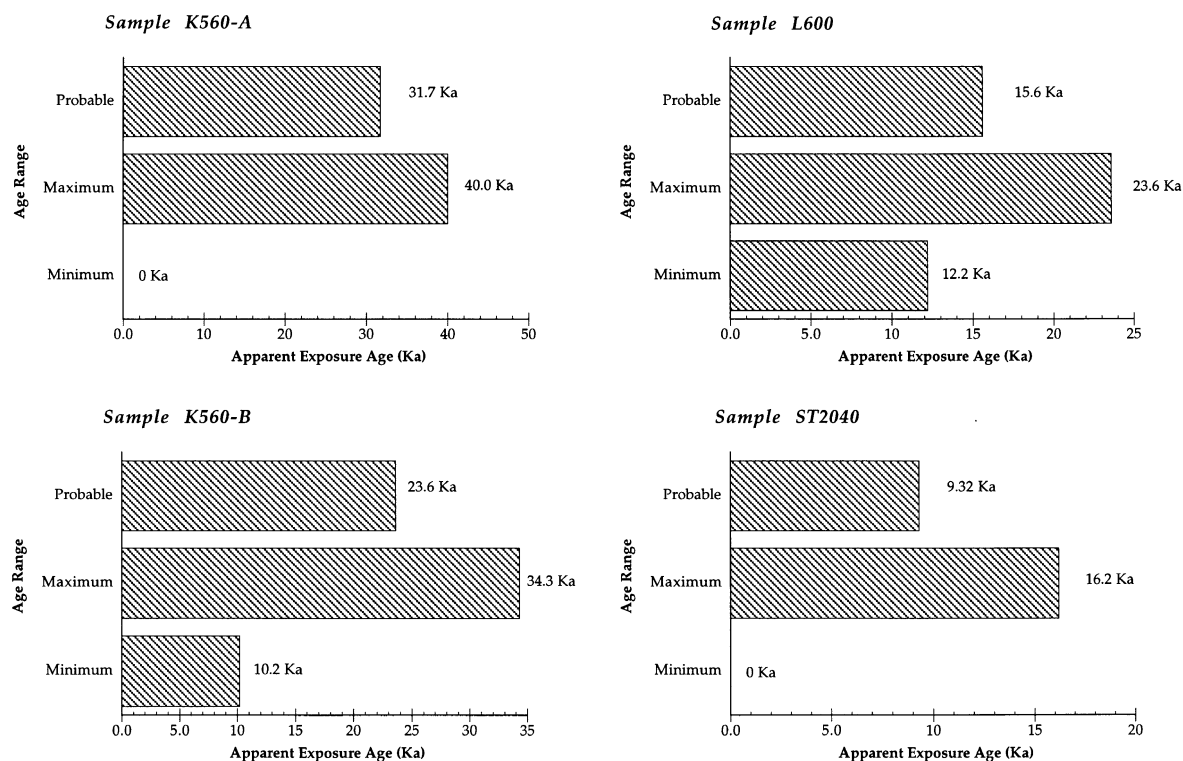 Sample K560-A
Age Range
Probable
31.7 Ka
Maximum
40.0 Ka
Minimum
0 Ka
0.0 10 20 30 40 50
Apparent Exposure Age (Ka)
Sample L600
Age Range
Probable
15.6 Ka
Maximum
23.6 Ka
Minimum
12.2 Ka
0.0 5.0 10 15 20 25
Apparent Exposure Age (Ka)
Sample K560-B
Age Range
Probable
23.6 Ka
Maximum
34.3 Ka
Minimum
10.2 Ka
0.0 5.0 10 15 20 25 30 35
Apparent Exposure Age (Ka)
Sample ST2040
Age Range
Probable
9.32 Ka
Maximum
16.2 Ka
Minimum
0 Ka
0.0 5.0 10 15 20
Apparent Exposure Age (Ka)